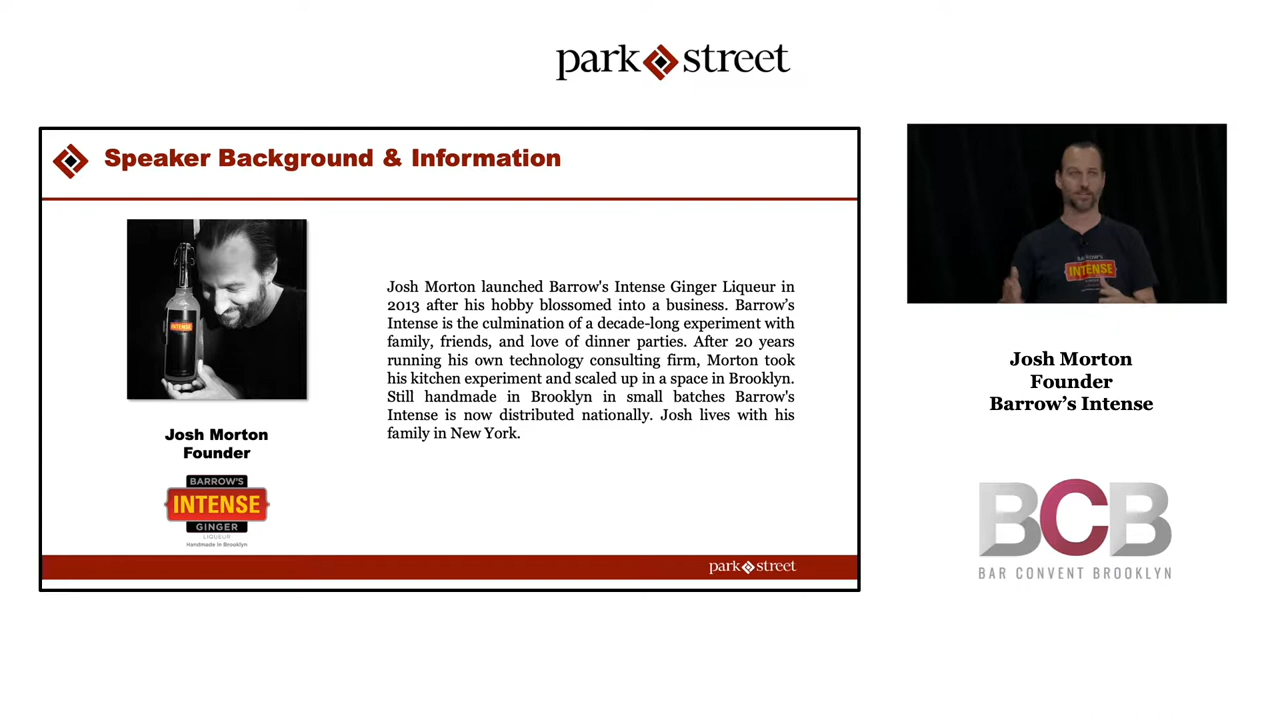 park street
Speaker Background & Information
INTENSE
Josh Morton launched Barrow's Intense Ginger Liqueur in
2013 after his hobby blossomed into a business. Barrow’s
Intense is the culmination of a decade-long experiment with
family, friends, and love of dinner parties. After 20 years
running his own technology consulting firm, Morton took
his kitchen experiment and scaled up in a space in Brooklyn.
Still handmade in Brooklyn in small batches Barrow's
Intense is now distributed nationally. Josh lives with his
family in New York.
Josh Morton
Founder
BARROW'S
INTENSE
GINGER
LIQUEUR
Handmade in Brooklyn
park street
INTENSE
Josh Morton
Founder
Barrow’s Intense
BCB
BAR CONVENT BROOKLYN